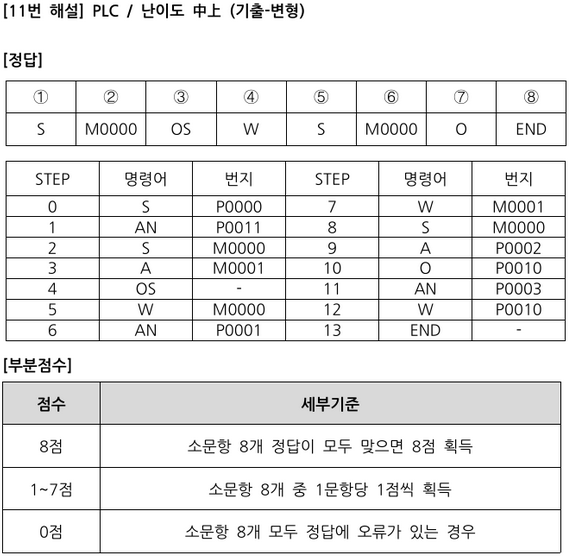 [11번 해설] PLC / 난이도 中上 (기출-변형)
[정답]
① ② ③ ④ ⑤ ⑥ ⑦ ⑧
S M0000 OS W S M0000 O END
STEP 명령어 번지 STEP 명령어 번지
0 S P0000 7 W M0001
1 AN P0011 8 S M0000
2 S M0000 9 A P0002
3 A M0001 10 O P0010
4 OS - 11 AN P0003
5 W M0000 12 W P0010
6 AN P0001 13 END -
[부분점수]
점수 세부기준
8점 소문항 8개 정답이 모두 맞으면 8점 획득
1~7점 소문항 8개 중 1문항당 1점씩 획득
0점 소문항 8개 모두 정답에 오류가 있는 경우